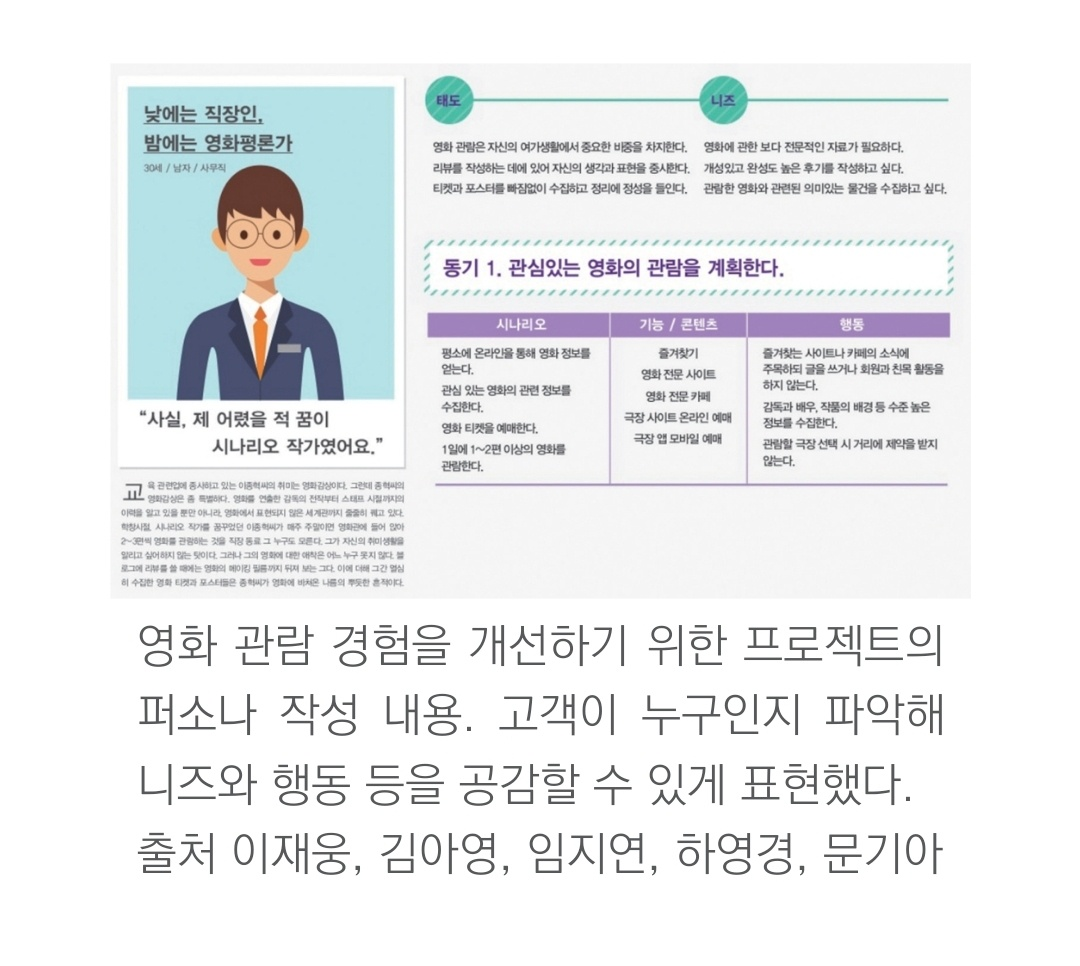 낮에는 직장인,
밤에는 영화평론가
30세 / 남자 / 사무직
“사실, 제 어렸을 적 꿈이
시나리오 작가였어요.”
교육 관련업에 종사하고 있는 이종혁씨의 취미는 영화감상이다. 그런데 종혁씨의
영화감상은 좀 특별하다. 영화를 연출한 감독의 전작부터 스태프 시절까지의
이력을 알고 있을 뿐만 아니라, 영화에서 표현되지 않은 세계관까지 줄줄히 꿰고 있다.
학창시절, 시나리오 작가를 꿈꾸었던 이종혁씨가 매주 주말이면 영화관에 틀어 앉아
2~3편씩 영화를 관람하는 것을 직장 동료 그 누구도 모른다. 그가 자신의 취미생활을
알리고 싶어하지 않는 탓이다. 그러나 그의 영화에 대한 애착은 어느 누구 못지 않다. 블
로그에 리뷰를 쓸 때에는 영화의 메이킹 필름까지 뒤져 보는 그다. 이에 더해 그간 열심
히 수집한 영화 티켓과 포스터들은 종혁씨가 영화에 바쳐온 나름의 뿌듯한 흔적이다.
태도
영화 관람은 자신의 여가생활에서 중요한 비중을 차지한다.
리뷰를 작성하는 데에 있어 자신의 생각과 표현을 중시한다.
티켓과 포스터를 빠짐없이 수집하고 정리에 정성을 들인다.
니즈
영화에 관한 보다 전문적인 자료가 필요하다.
개성있고 완성도 높은 후기를 작성하고 싶다.
관람한 영화와 관련된 의미있는 물건을 수집하고 싶다.
동기 1. 관심있는 영화의 관람을 계획한다.
시나리오
평소에 온라인을 통해 영화 정보를
얻는다.
관심 있는 영화의 관련 정보를
수집한다.
영화 티켓을 예매한다.
1일에 1~2편 이상의 영화를
관람한다.
기능 / 콘텐츠
즐겨찾기
영화 전문 사이트
영화 전문 카페
극장 사이트 온라인 예매
극장 앱 모바일 예매
행동
즐겨찾는 사이트나 카페의 소식에
주목하되 글을 쓰거나 회원과 친목 활동을
하지 않는다.
감독과 배우, 작품의 배경 등 수준 높은
정보를 수집한다.
관람할 극장 선택 시 거리에 제약을 받지
않는다.
영화 관람 경험을 개선하기 위한 프로젝트의
퍼소나 작성 내용. 고객이 누구인지 파악해
니즈와 행동 등을 공감할 수 있게 표현했다.
출처 이재웅, 김아영, 임지연, 하영경, 문기아